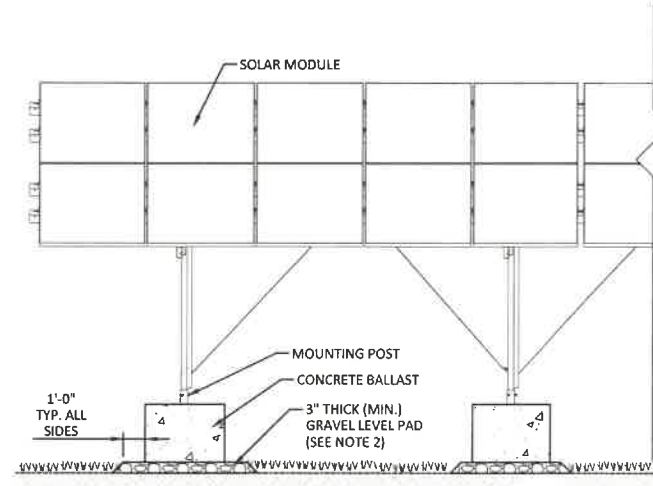 SOLAR MODULE
MOUNTING POST
CONCRETE BALLAST
1'-0"
TYP. ALL
SIDES
3" THICK (MIN.)
GRAVEL LEVEL PAD
(SEE NOTE 2)